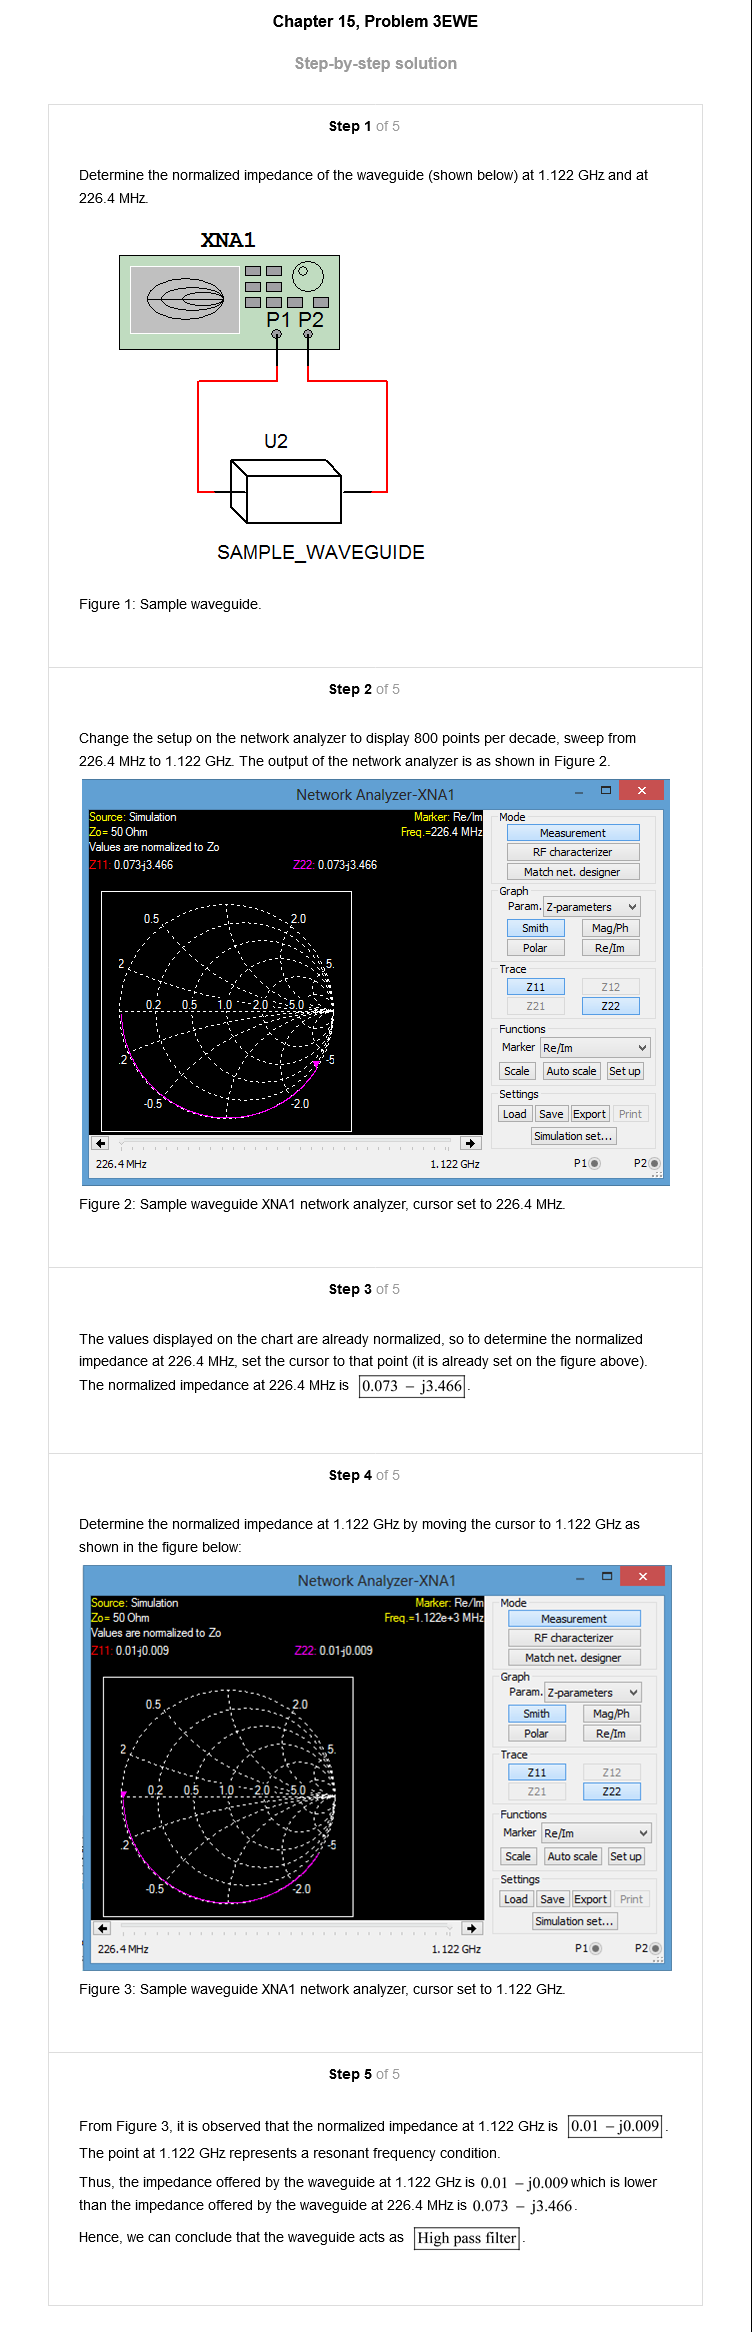 Chapter 15, Problem 3EWE
Step-by-step solution
Step 1 of 5
Determine the normalized impedance of the waveguide (shown below) at 1.122 GHz and at
226.4 MHz.
XNA1
P1 P2
U2
SAMPLE_WAVEGUIDE
Figure 1: Sample waveguide.
Step 2 of 5
Change the setup on the network analyzer to display 800 points per decade, sweep from
226.4 MHz to 1.122 GHz. The output of the network analyzer is as shown in Figure 2.
Network Analyzer-XNA1
Source: Simulation
Marker: Re/Im
Zo= 50 Ohm
Freq.=226.4 MHz
Values are normalized to Zo
Z11: 0.073-j3.466
Z22: 0.073-j3.466
0.5
2.0
.2
5.
0.2 0.5 1.0 2.0 5.0
.2
-5
-0.5
-2.0
226.4 MHz
1.122 GHz
Mode
Measurement
RF characterizer
Match net. designer
Graph
Param. Z-parameters
Smith
Mag/Ph
Polar
Re/Im
Trace
Z11
Z12
Z21
Z22
Functions
Marker Re/Im
Scale
Auto scale
Set up
Settings
Load
Save
Export
Print
Simulation set...
P1
P2
Figure 2: Sample waveguide XNA1 network analyzer, cursor set to 226.4 MHz.
Step 3 of 5
The values displayed on the chart are already normalized, so to determine the normalized
impedance at 226.4 MHz, set the cursor to that point (it is already set on the figure above).
The normalized impedance at 226.4 MHz is 0.073 − j3.466.
Step 4 of 5
Determine the normalized impedance at 1.122 GHz by moving the cursor to 1.122 GHz as
shown in the figure below:
Network Analyzer-XNA1
Source: Simulation
Marker: Re/Im
Zo= 50 Ohm
Freq.=1.122e+3 MHz
Values are normalized to Zo
Z11: 0.01-j0.009
Z22: 0.01-j0.009
0.5
2.0
2
5.
0.2 0.5 1.0 2.0 5.0
.2
-5
-0.5
-2.0
226.4 MHz
1.122 GHz
Mode
Measurement
RF characterizer
Match net. designer
Graph
Param. Z-parameters
Smith
Mag/Ph
Polar
Re/Im
Trace
Z11
Z12
Z21
Z22
Functions
Marker Re/Im
Scale
Auto scale
Set up
Settings
Load
Save
Export
Print
Simulation set...
P1
P2
Figure 3: Sample waveguide XNA1 network analyzer, cursor set to 1.122 GHz.
Step 5 of 5
From Figure 3, it is observed that the normalized impedance at 1.122 GHz is 0.01 − j0.009.
The point at 1.122 GHz represents a resonant frequency condition.
Thus, the impedance offered by the waveguide at 1.122 GHz is 0.01 − j0.009 which is lower
than the impedance offered by the waveguide at 226.4 MHz is 0.073 − j3.466.
Hence, we can conclude that the waveguide acts as High pass filter.